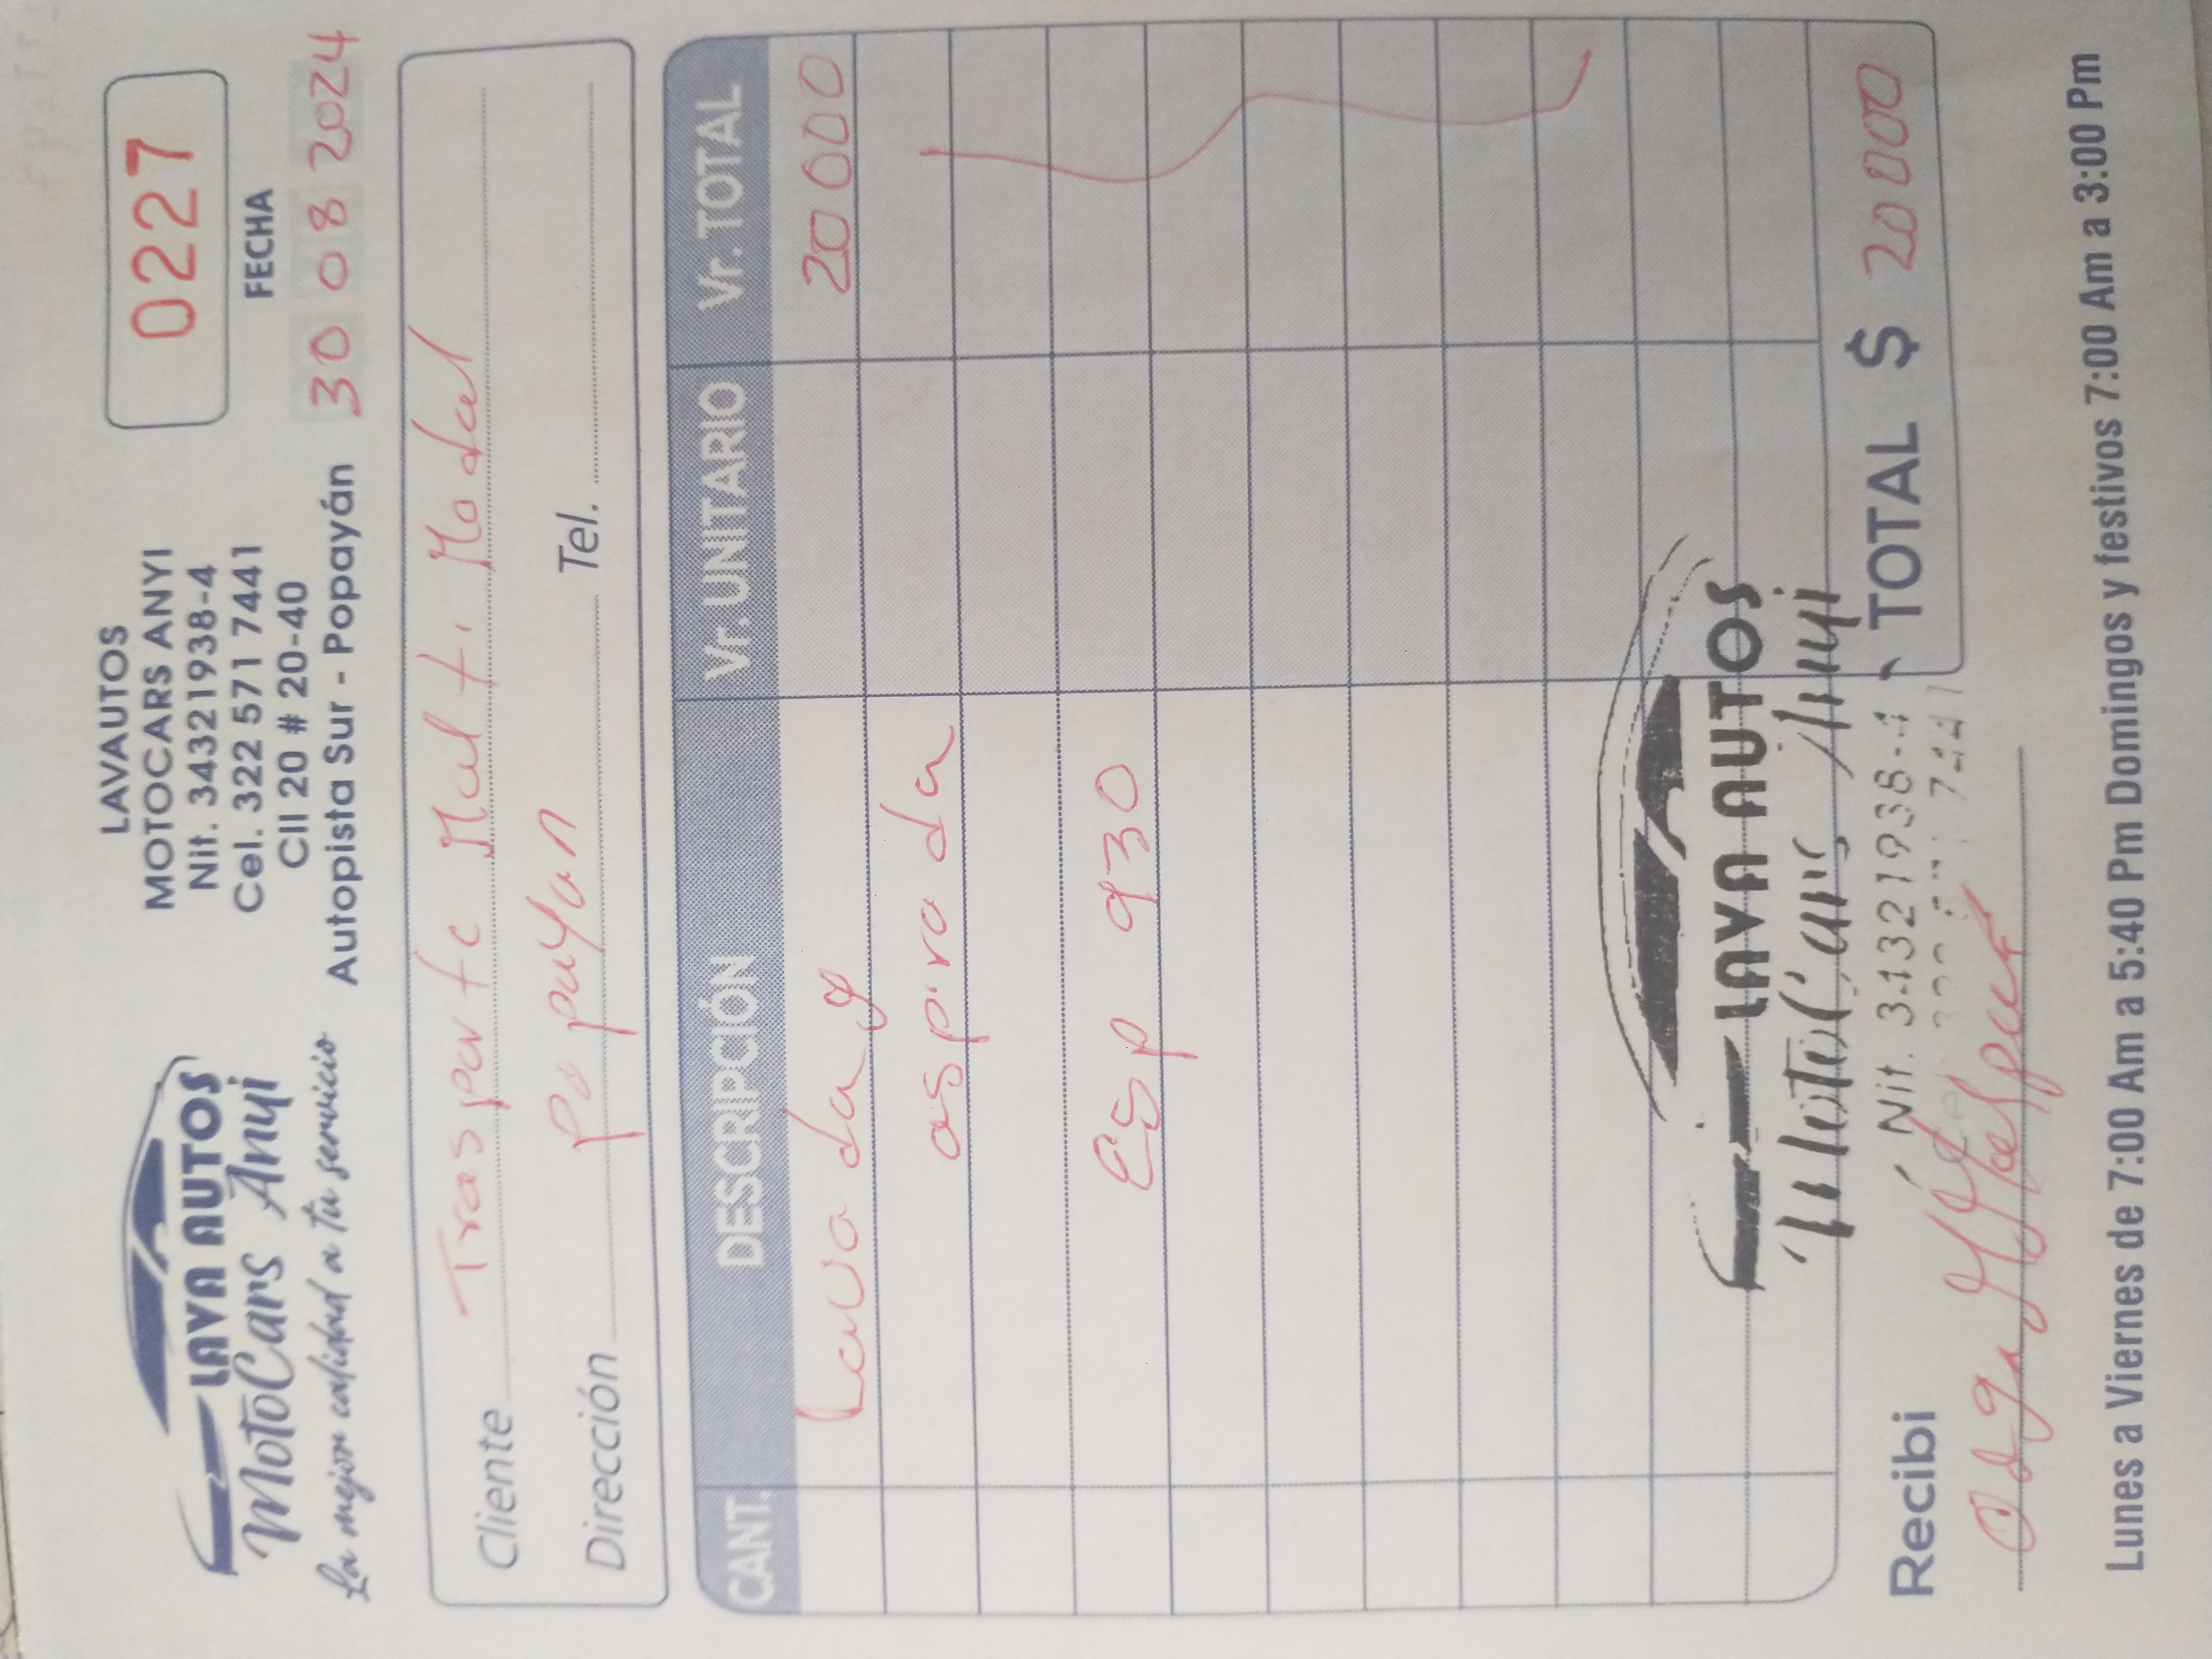 LAVA AUTOS
MotoCars Anyi
La mejor calidad a tu servicio
LAVAUTOS
MOTOCARS ANYI
Nit. 34321938-4
Cel. 322 571 7441
Cll 20 # 20-40
Autopista Sur - Popayán
0227
FECHA
30 08 2024
Cliente Trasporte Multi Modal
Dirección Popayan Tel.
CANT. DESCRIPCIÓN Vr. UNITARIO Vr. TOTAL
Lavada y 20000
aspirada
Esp 930
LAVA AUTOS
MotoCars Anyi
Nit. 34321938-4
7441
TOTAL $ 20000
Recibi
Lunes a Viernes de 7:00 Am a 5:40 Pm Domingos y festivos 7:00 Am a 3:00 Pm